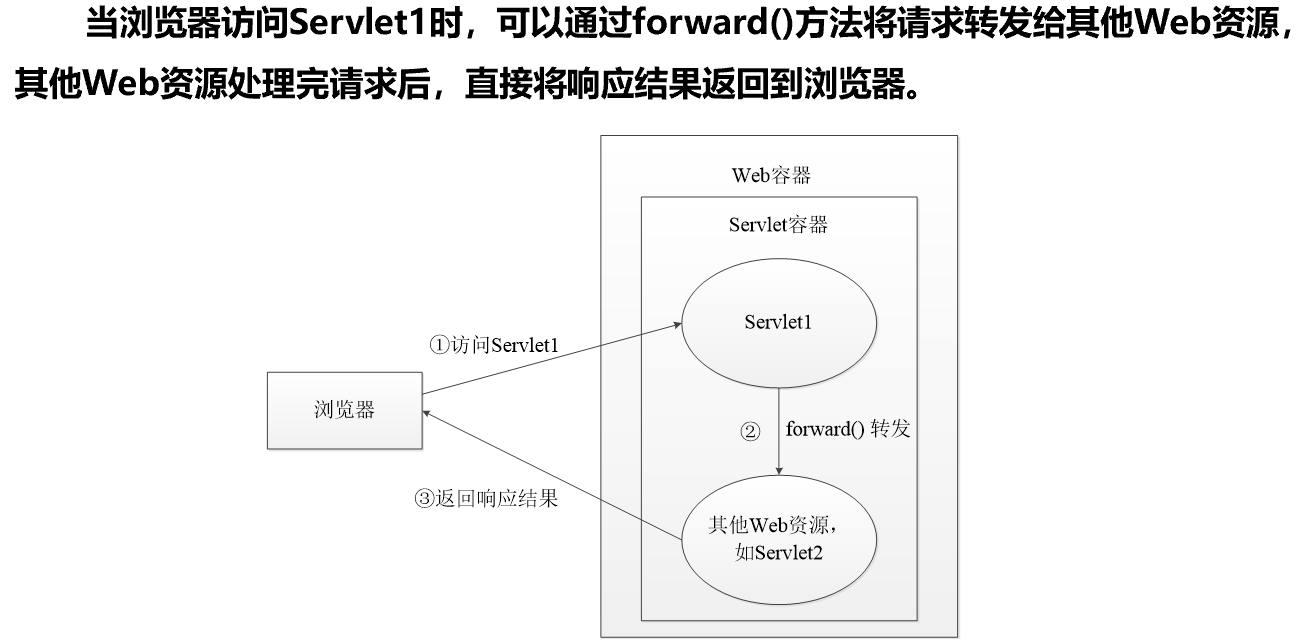 当浏览器访问Servlet1时，可以通过forward()方法将请求转发给其他Web资源，
其他Web资源处理完请求后，直接将响应结果返回到浏览器。
Web容器
Servlet容器
Servlet1
①访问Servlet1
浏览器
②
forward() 转发
③返回响应结果
其他Web资源，
如Servlet2